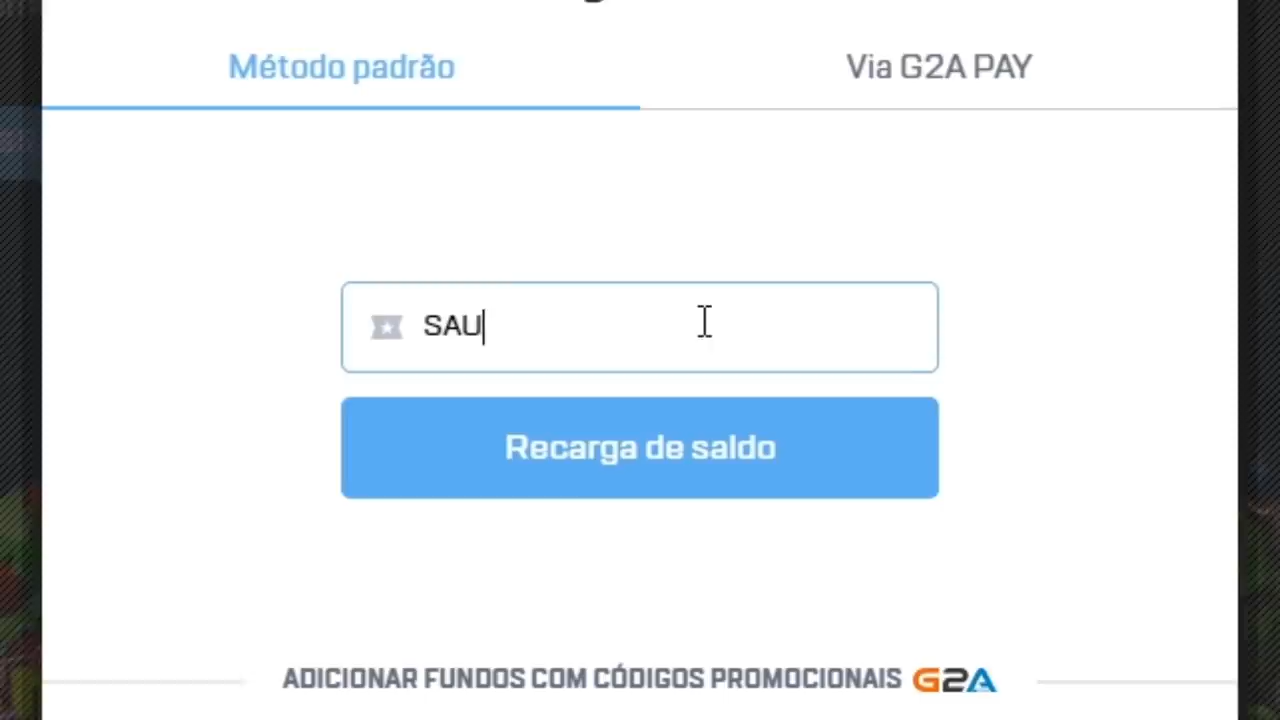 Método padrão
Via G2A PAY
SAU
Recarga de saldo
ADICIONAR FUNDOS COM CÓDIGOS PROMOCIONAIS G2A